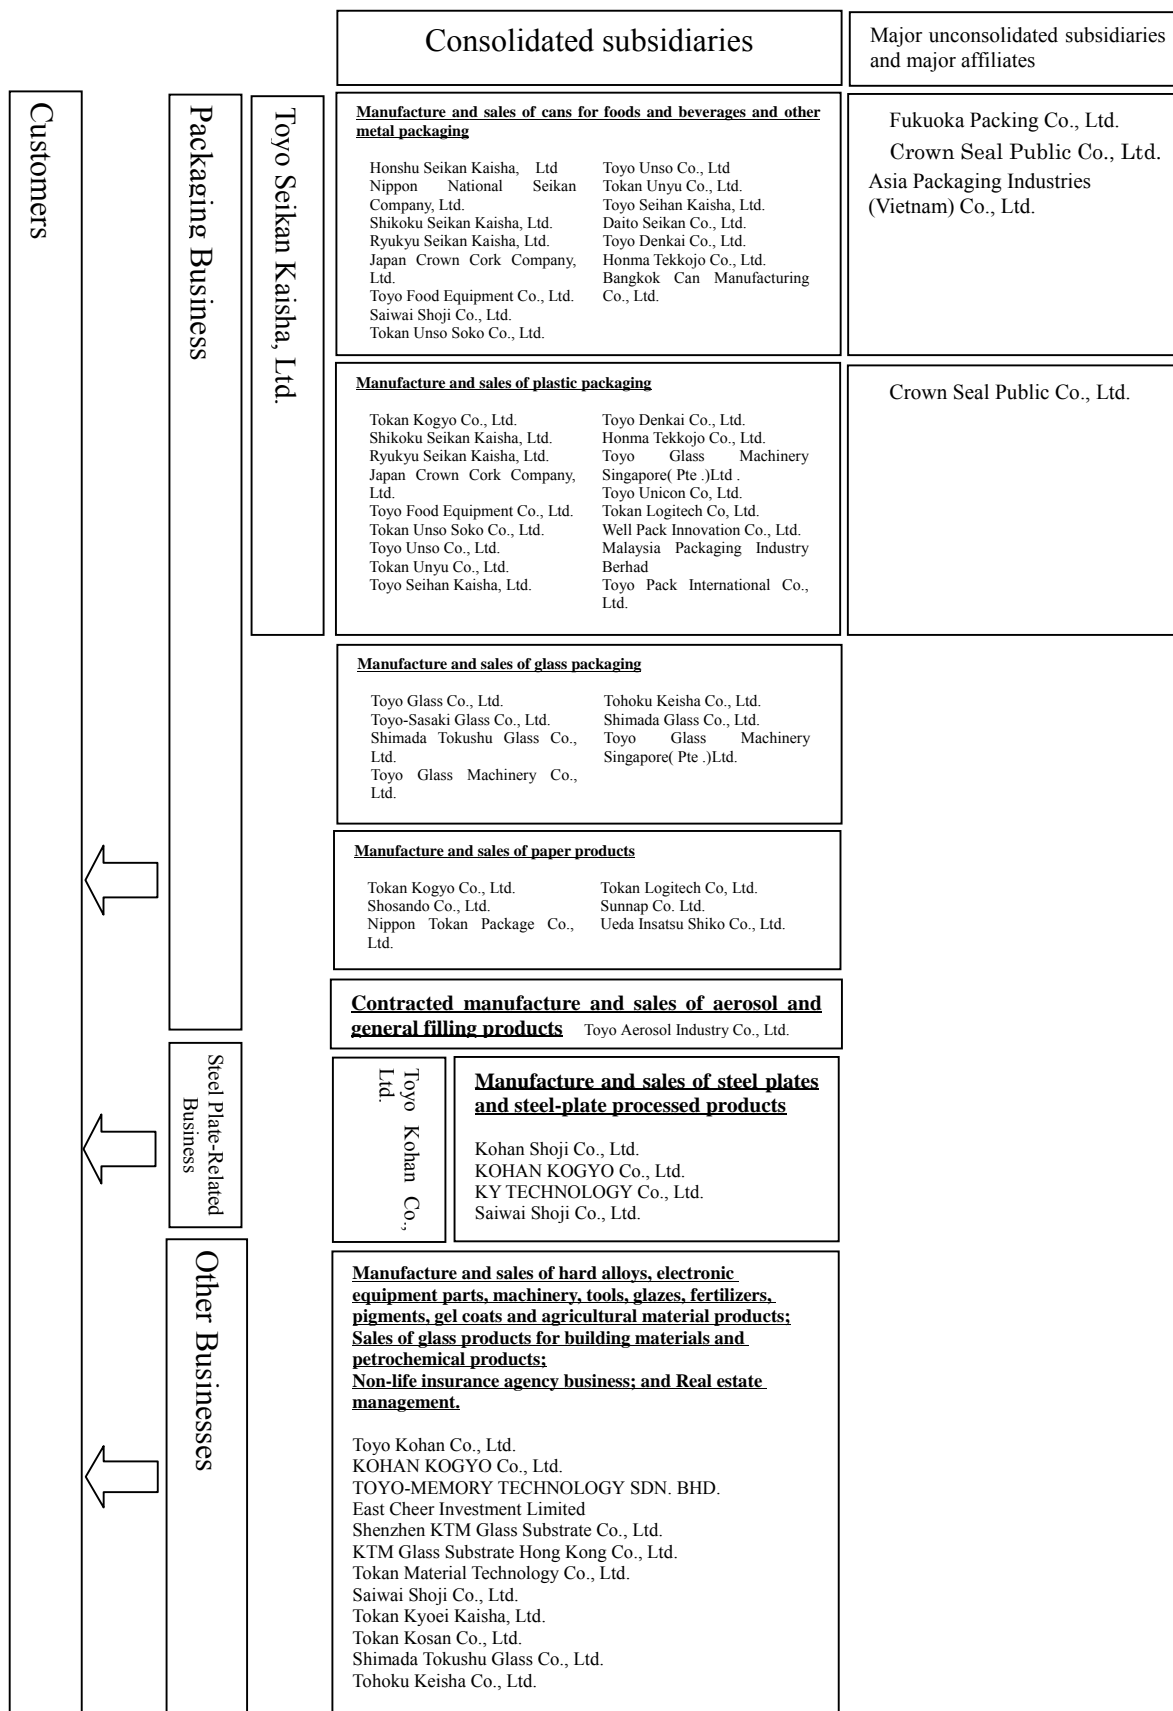 Consolidated subsidiaries
Major unconsolidated subsidiaries
and major affiliates
Customers
Packaging Business
Toyo Seikan Kaisha, Ltd.
Manufacture and sales of cans for foods and beverages and other
metal packaging
Honshu Seikan Kaisha, Ltd
Nippon National Seikan
Company, Ltd.
Shikoku Seikan Kaisha, Ltd.
Ryukyu Seikan Kaisha, Ltd.
Japan Crown Cork Company,
Ltd.
Toyo Food Equipment Co., Ltd.
Saiwai Shoji Co., Ltd.
Tokan Unso Soko Co., Ltd.
Toyo Unso Co., Ltd
Tokan Unyu Co., Ltd.
Toyo Seihan Kaisha, Ltd.
Daito Seikan Co., Ltd.
Toyo Denkai Co., Ltd.
Honma Tekkojo Co., Ltd.
Bangkok Can Manufacturing
Co., Ltd.
Fukuoka Packing Co., Ltd.
Crown Seal Public Co., Ltd.
Asia Packaging Industries
(Vietnam) Co., Ltd.
Manufacture and sales of plastic packaging
Tokan Kogyo Co., Ltd.
Shikoku Seikan Kaisha, Ltd.
Ryukyu Seikan Kaisha, Ltd.
Japan Crown Cork Company,
Ltd.
Toyo Food Equipment Co., Ltd.
Tokan Unso Soko Co., Ltd.
Toyo Unso Co., Ltd.
Tokan Unyu Co., Ltd.
Toyo Seihan Kaisha, Ltd.
Toyo Denkai Co., Ltd.
Honma Tekkojo Co., Ltd.
Toyo Glass Machinery
Singapore( Pte .)Ltd .
Toyo Unicon Co, Ltd.
Tokan Logitech Co, Ltd.
Well Pack Innovation Co., Ltd.
Malaysia Packaging Industry
Berhad
Toyo Pack International Co.,
Ltd.
Crown Seal Public Co., Ltd.
Manufacture and sales of glass packaging
Toyo Glass Co., Ltd.
Toyo-Sasaki Glass Co., Ltd.
Shimada Tokushu Glass Co.,
Ltd.
Toyo Glass Machinery Co.,
Ltd.
Tohoku Keisha Co., Ltd.
Shimada Glass Co., Ltd.
Toyo Glass Machinery
Singapore( Pte .)Ltd.
Manufacture and sales of paper products
Tokan Kogyo Co., Ltd.
Shosando Co., Ltd.
Nippon Tokan Package Co.,
Ltd.
Tokan Logitech Co, Ltd.
Sunnap Co. Ltd.
Ueda Insatsu Shiko Co., Ltd.
Contracted manufacture and sales of aerosol and
general filling products Toyo Aerosol Industry Co., Ltd.
Steel Plate-Related
Business
Toyo Kohan Co.,
Ltd.
Manufacture and sales of steel plates
and steel-plate processed products
Kohan Shoji Co., Ltd.
KOHAN KOGYO Co., Ltd.
KY TECHNOLOGY Co., Ltd.
Saiwai Shoji Co., Ltd.
Other Businesses
Manufacture and sales of hard alloys, electronic
equipment parts, machinery, tools, glazes, fertilizers,
pigments, gel coats and agricultural material products;
Sales of glass products for building materials and
petrochemical products;
Non-life insurance agency business; and Real estate
management.
Toyo Kohan Co., Ltd.
KOHAN KOGYO Co., Ltd.
TOYO-MEMORY TECHNOLOGY SDN. BHD.
East Cheer Investment Limited
Shenzhen KTM Glass Substrate Co., Ltd.
KTM Glass Substrate Hong Kong Co., Ltd.
Tokan Material Technology Co., Ltd.
Saiwai Shoji Co., Ltd.
Tokan Kyoei Kaisha, Ltd.
Tokan Kosan Co., Ltd.
Shimada Tokushu Glass Co., Ltd.
Tohoku Keisha Co., Ltd.